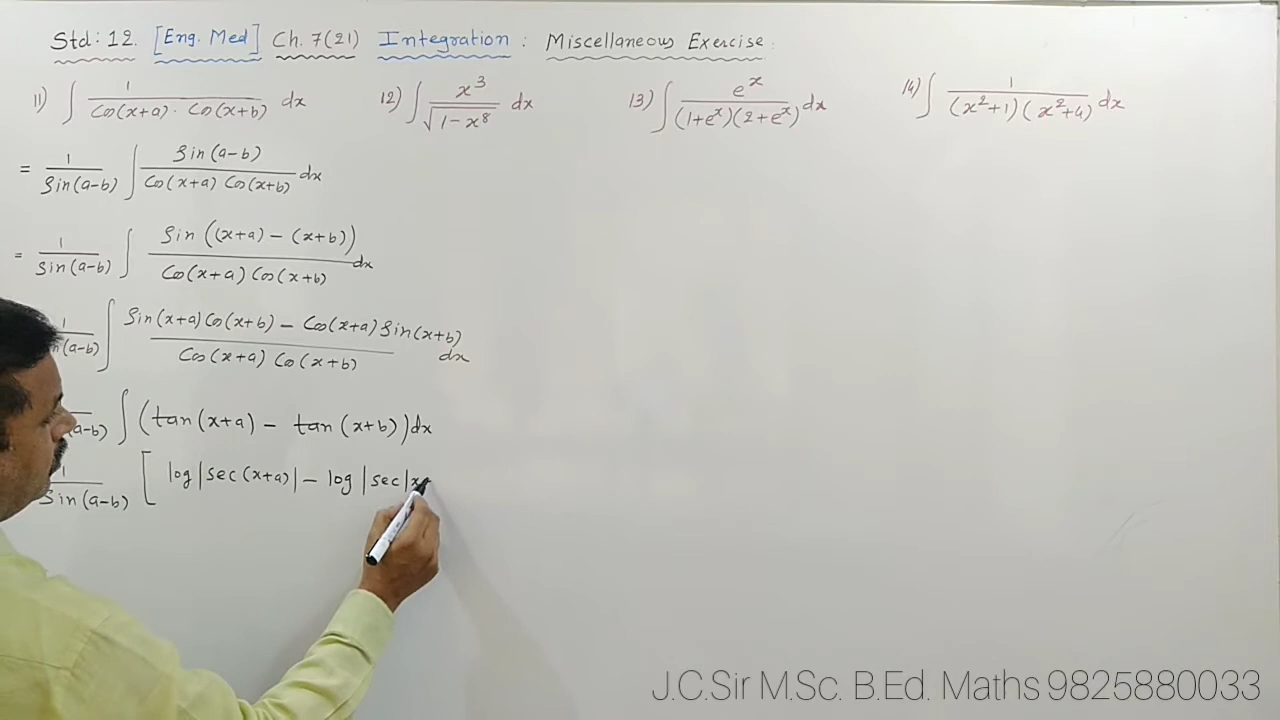 Std: 12. [Eng. Med] Ch. 7(21) Integration : Miscellaneous Exercise.
11) ∫ 1 / cos(x+a) · cos(x+b) dx
12) ∫ x³ / √(1-x⁸) dx
13) ∫ eˣ / (1+eˣ)(2+eˣ) dx
14) ∫ 1 / (x²+1)(x²+4) dx
= 1 / Sin(a-b) ∫ Sin(a-b) / Cos(x+a) Cos(x+b) dx
= 1 / Sin(a-b) ∫ Sin((x+a) - (x+b)) / Cos(x+a) Cos(x+b) dx
∫ Sin(x+a) Cos(x+b) - Cos(x+a) Sin(x+b) / Cos(x+a) Cos(x+b) dx
∫ (tan(x+a) - tan(x+b)) dx
1 / Sin(a-b) [ log|sec(x+a)| - log|sec|x
J.C.Sir M.Sc. B.Ed. Maths 9825880033